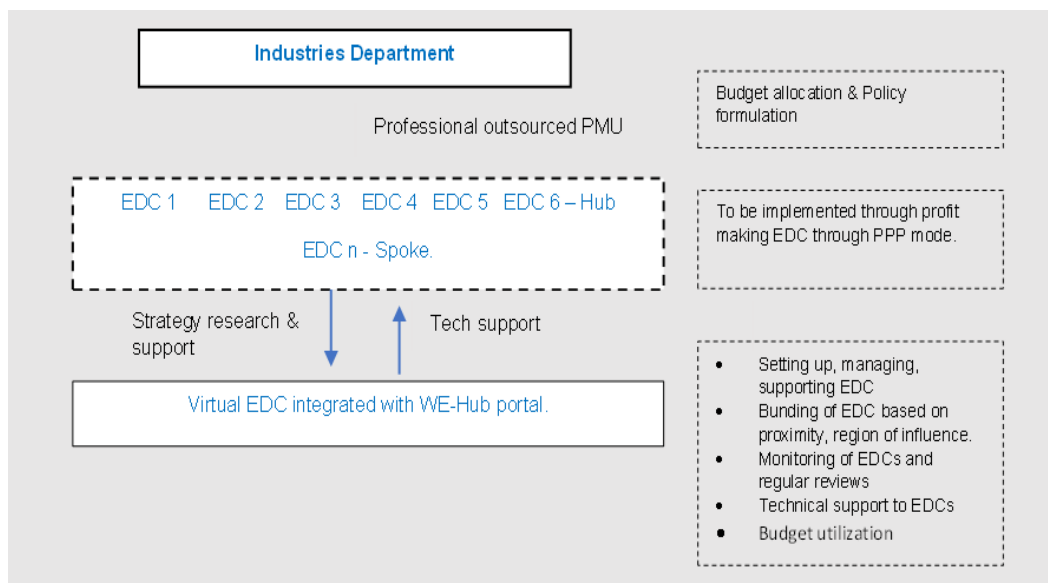 Industries Department
Budget allocation & Policy
formulation
Professional outsourced PMU
EDC 1 EDC 2 EDC 3 EDC 4 EDC 5 EDC 6 – Hub
EDC n - Spoke.
To be implemented through profit
making EDC through PPP mode.
Strategy research &
support
Tech support
Virtual EDC integrated with WE-Hub portal.
• Setting up, managing,
supporting EDC
• Bunding of EDC based on
proximity, region of influence.
• Monitoring of EDCs and
regular reviews
• Technical support to EDCs
• Budget utilization